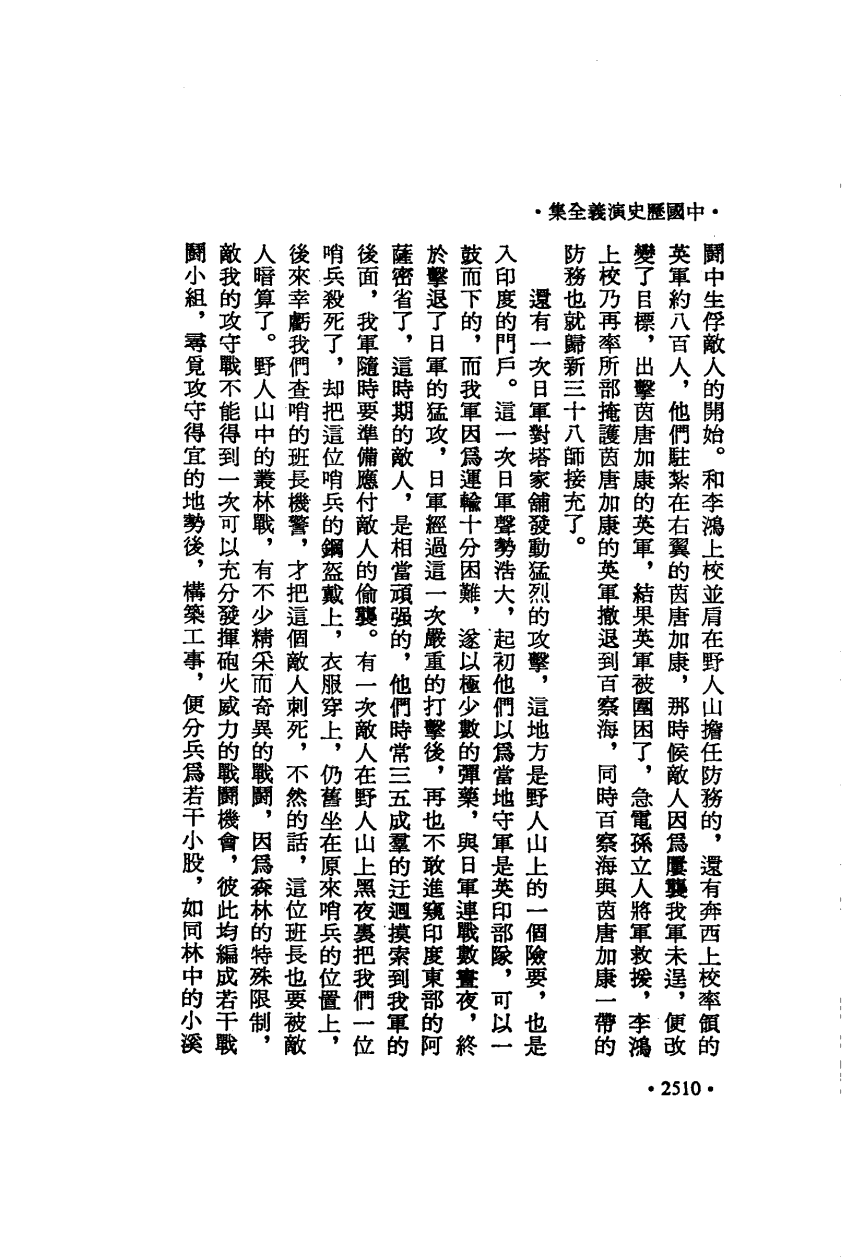 •中國歷史演義全集•
鬭中生俘敵人的開始。和李鴻上校並肩在野人山擔任防務的，還有奔西上校率領的
英軍約八百人，他們駐紮在右翼的茵唐加康，那時候敵人因爲屢襲我軍未逞，便改
變了目標，出擊茵唐加康的英軍，結果英軍被圍困了，急電孫立人將軍救援，李鴻
上校乃再率所部掩護茵唐加康的英軍撤退到百察海，同時百察海與茵唐加康一帶的
防務也就歸新三十八師接充了。
還有一次日軍對塔家舖發動猛烈的攻擊，這地方是野人山上的一個險要，也是
入印度的門戶。這一次日軍聲勢浩大，起初他們以爲當地守軍是英印部隊，可以一
鼓而下的，而我軍因爲運輸十分困難，遂以極少數的彈藥，與日軍連戰數晝夜，終
於擊退了日軍的猛攻，日軍經過這一次嚴重的打擊後，再也不敢進窺印度東部的阿
薩密省了，這時期的敵人，是相當頑强的，他們時常三五成羣的迂迴摸索到我軍的
後面，我軍隨時要準備應付敵人的偷襲。有一次敵人在野人山上黑夜裏把我們一位
哨兵殺死了，却把這位哨兵的鋼盔戴上，衣服穿上，仍舊坐在原來哨兵的位置上，
後來幸虧我們查哨的班長機警，才把這個敵人刺死，不然的話，這位班長也要被敵
人暗算了。野人山中的叢林戰，有不少精采而奇異的戰鬭，因爲森林的特殊限制，
敵我的攻守戰不能得到一次可以充分發揮砲火威力的戰鬭機會，彼此均編成若干戰
鬭小組，尋覓攻守得宜的地勢後，構築工事，便分兵爲若干小股，如同林中的小溪
•2510•